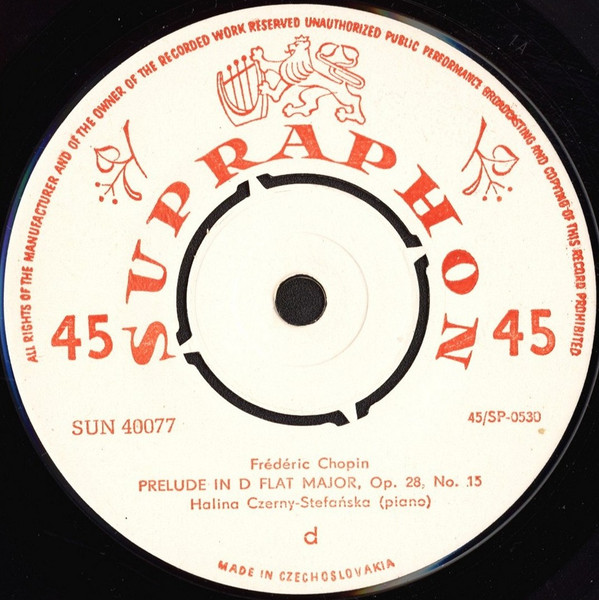 ALL RIGHTS OF THE MANUFACTURER AND OF THE OWNER OF THE RECORDED WORK RESERVED UNAUTHORIZED PUBLIC PERFORMANCE BROADCASTING AND COPYING OF THIS RECORD PROHIBITED
SUPRAPHON
45 45
SUN 40077 45/SP-0530
Frédéric Chopin
PRELUDE IN D FLAT MAJOR, Op. 28, No. 15
Halina Czerny-Stefańska (piano)
d
MADE IN CZECHOSLOVAKIA